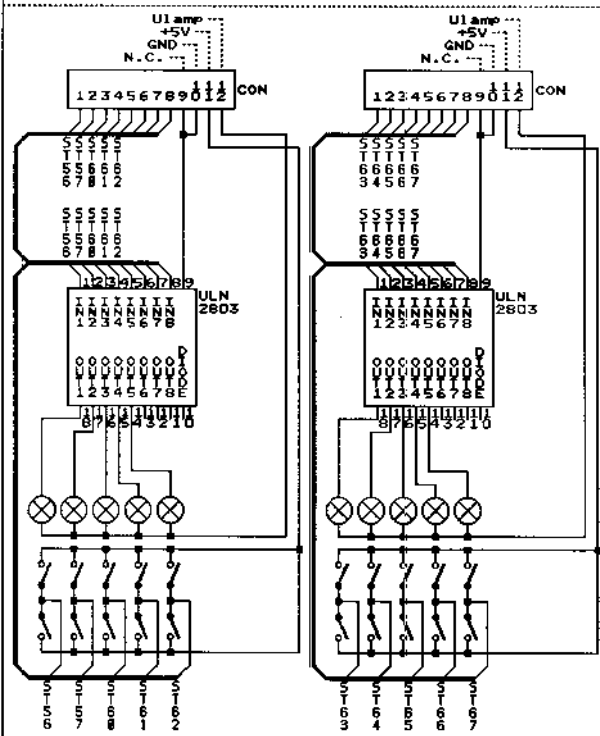 Ulamp
+5V
GND
N.C.
1 2 3 4 5 6 7 8 9 10 11 12
CON
ST56 ST57 ST60 ST61 ST62
ST56 ST57 ST60 ST61 ST62
1 2 3 4 5 6 7 8 9
ULN
2803
IN1 IN2 IN3 IN4 IN5 IN6 IN7 IN8
OUT1 OUT2 OUT3 OUT4 OUT5 OUT6 OUT7 OUT8 DIODE
18 17 16 15 14 13 12 11 10
ST56 ST57 ST60 ST61 ST62
Ulamp
+5V
GND
N.C.
1 2 3 4 5 6 7 8 9 10 11 12
CON
ST63 ST64 ST65 ST66 ST67
ST63 ST64 ST65 ST66 ST67
1 2 3 4 5 6 7 8 9
ULN
2803
IN1 IN2 IN3 IN4 IN5 IN6 IN7 IN8
OUT1 OUT2 OUT3 OUT4 OUT5 OUT6 OUT7 OUT8 DIODE
18 17 16 15 14 13 12 11 10
ST63 ST64 ST65 ST66 ST67